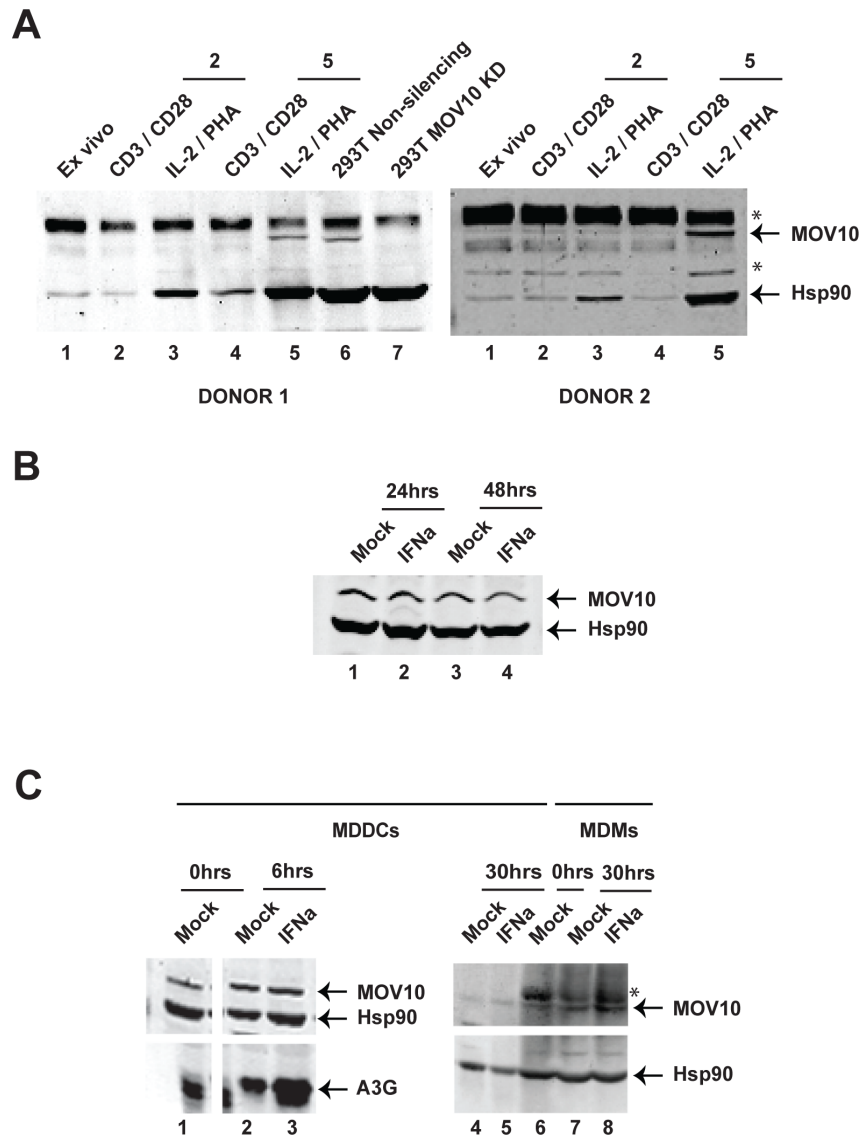 A
2
5
Ex vivo
CD3 / CD28
IL-2 / PHA
CD3 / CD28
IL-2 / PHA
293T Non-silencing
293T MOV10 KD
1 2 3 4 5 6 7
DONOR 1
2
5
Ex vivo
CD3 / CD28
IL-2 / PHA
CD3 / CD28
IL-2 / PHA
*
MOV10
*
Hsp90
1 2 3 4 5
DONOR 2
B
24hrs 48hrs
Mock IFNa Mock IFNa
MOV10
Hsp90
1 2 3 4
C
MDDCs MDMs
0hrs 6hrs
Mock Mock IFNa
MOV10
Hsp90
A3G
1 2 3
30hrs 0hrs 30hrs
Mock IFNa Mock Mock IFNa
*
MOV10
Hsp90
4 5 6 7 8